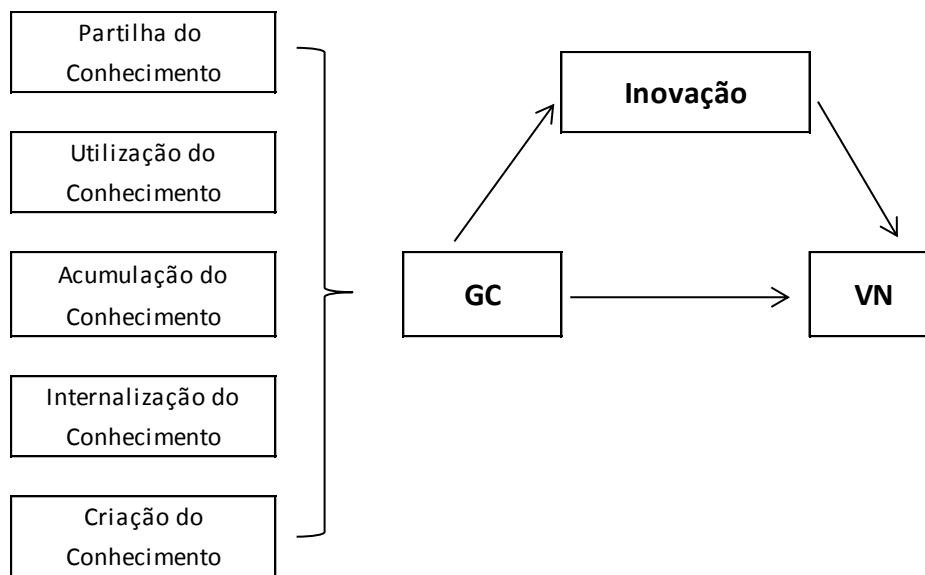 Partilha do
Conhecimento
Utilização do
Conhecimento
Acumulação do
Conhecimento
Internalização do
Conhecimento
Criação do
Conhecimento
Inovação
GC
VN